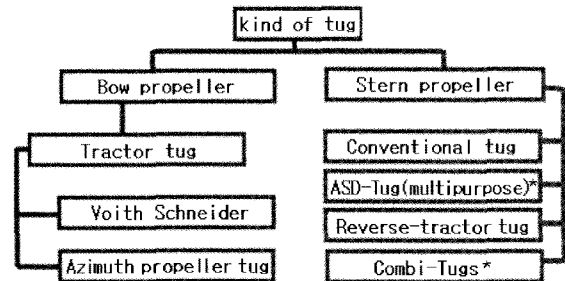 kind of tug
Bow propeller
Stern propeller
Tractor tug
Voith Schneider
Azimuth propeller tug
Conventional tug
ASD-Tug(multipurpose)*
Reverse-tractor tug
Combi-Tugs*